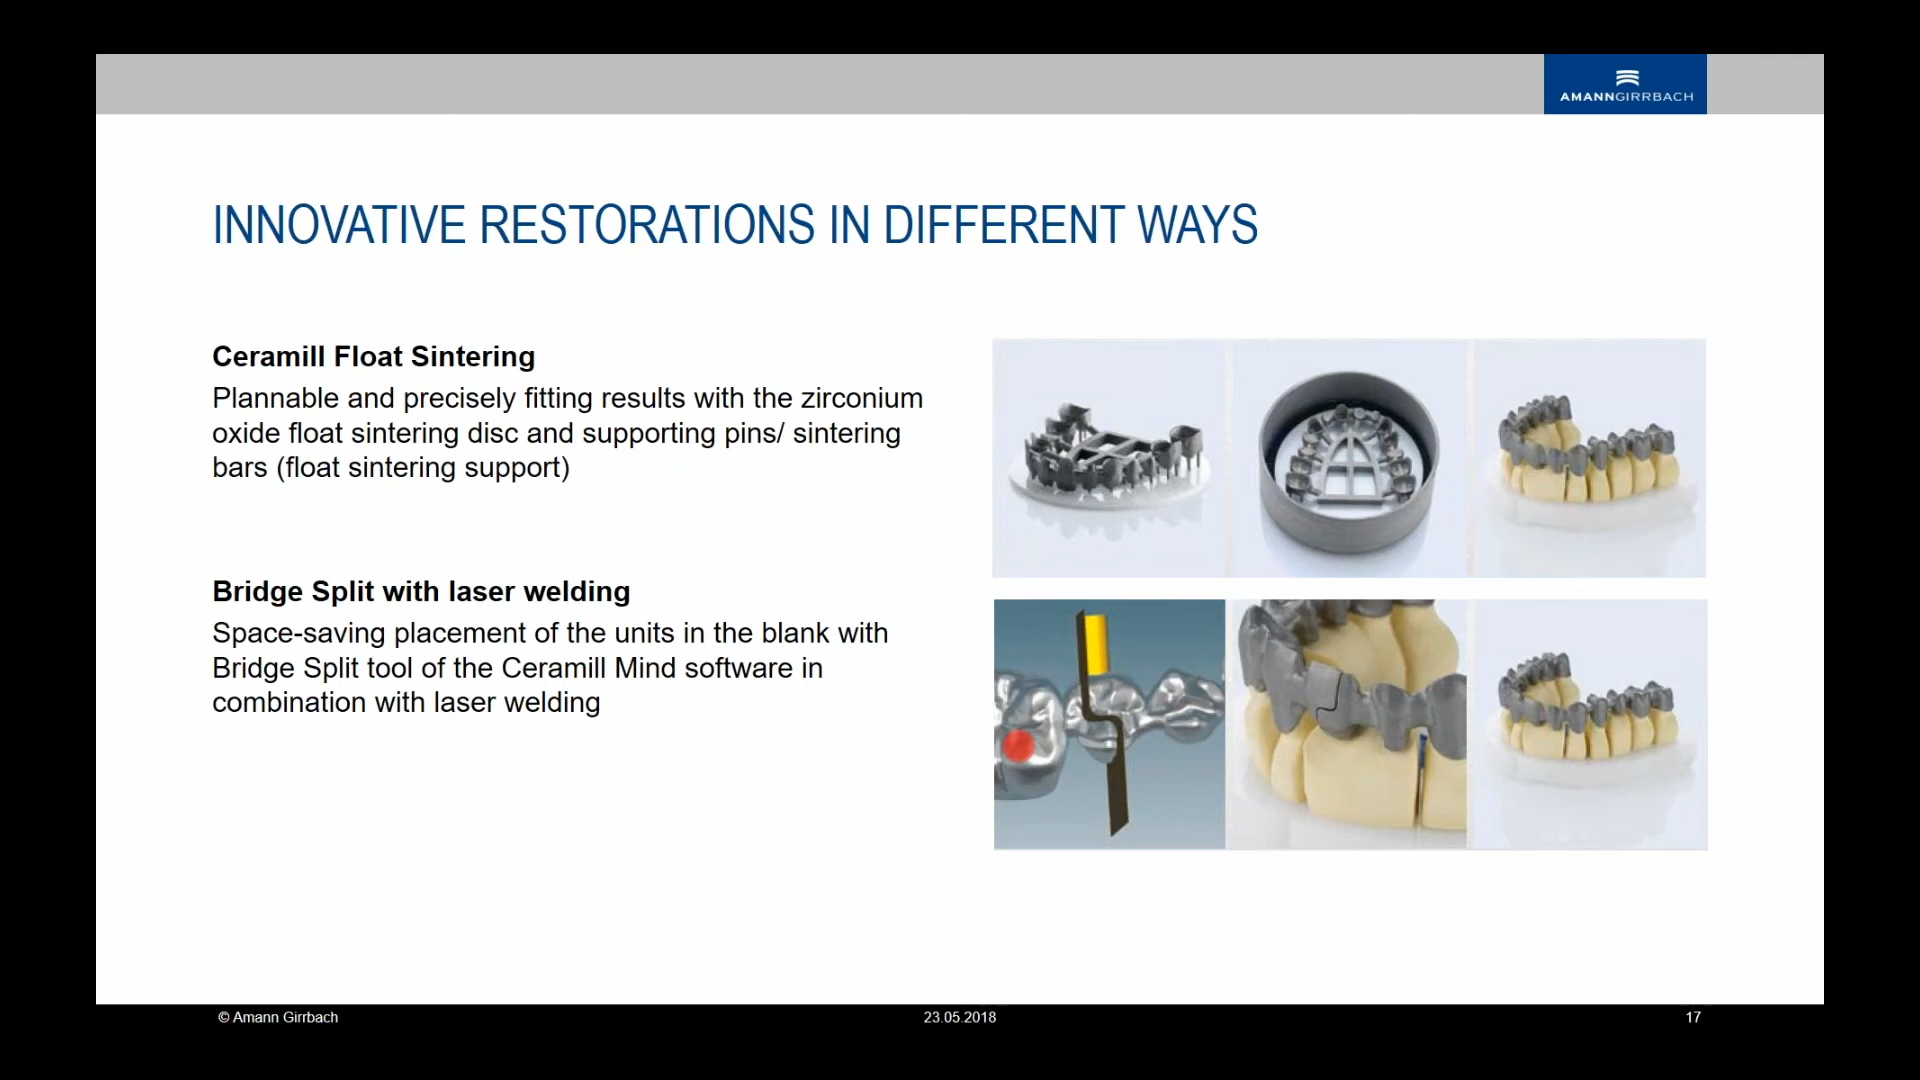 AMANNGIRRBACH
INNOVATIVE RESTORATIONS IN DIFFERENT WAYS
Ceramill Float Sintering
Plannable and precisely fitting results with the zirconium
oxide float sintering disc and supporting pins/ sintering
bars (float sintering support)
Bridge Split with laser welding
Space-saving placement of the units in the blank with
Bridge Split tool of the Ceramill Mind software in
combination with laser welding
© Amann Girrbach
23.05.2018
17